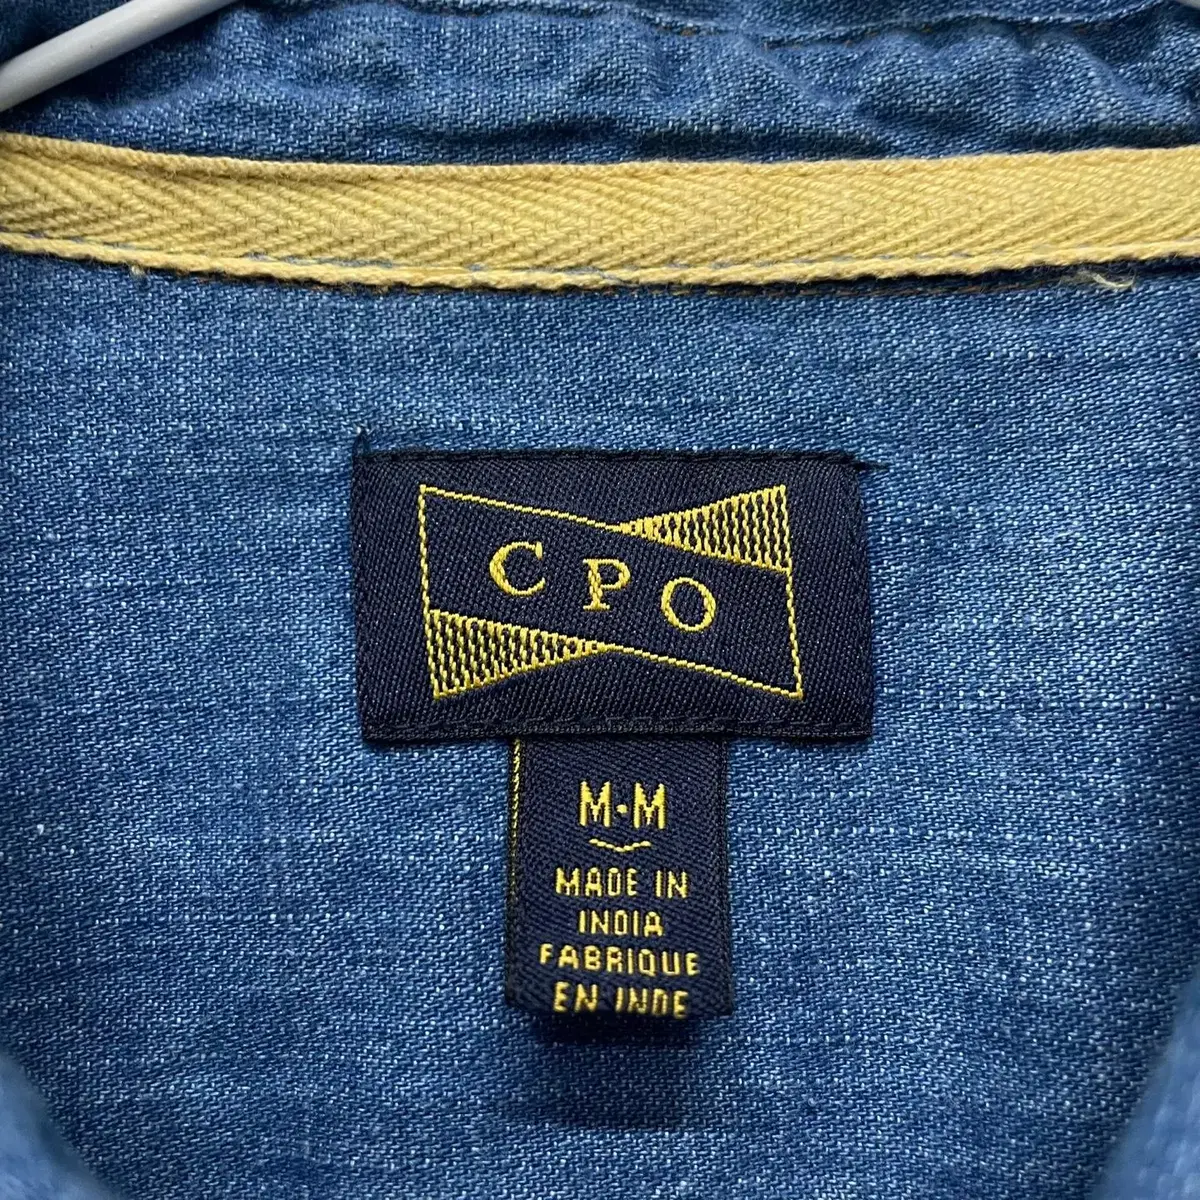 CPO
M·M
MADE IN
INDIA
FABRIQUE
EN INDE